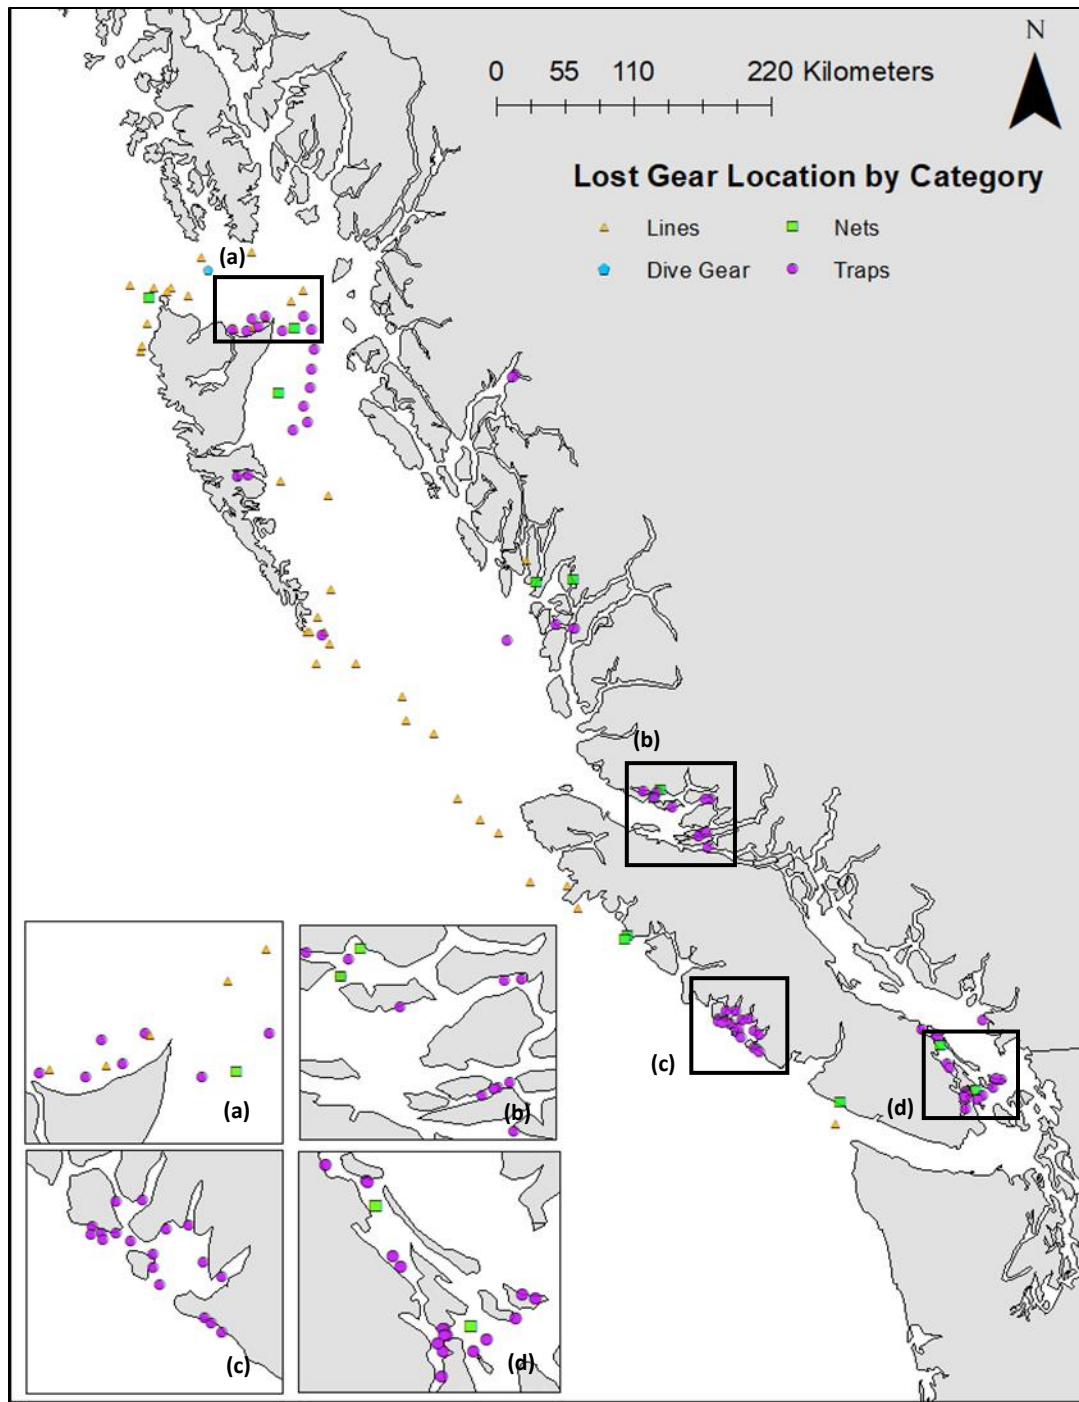 N
0 55 110 220 Kilometers
Lost Gear Location by Category
Lines Nets
Dive Gear Traps
(a)
(b)
(c)
(d)
(a)
(b)
(c)
(d)